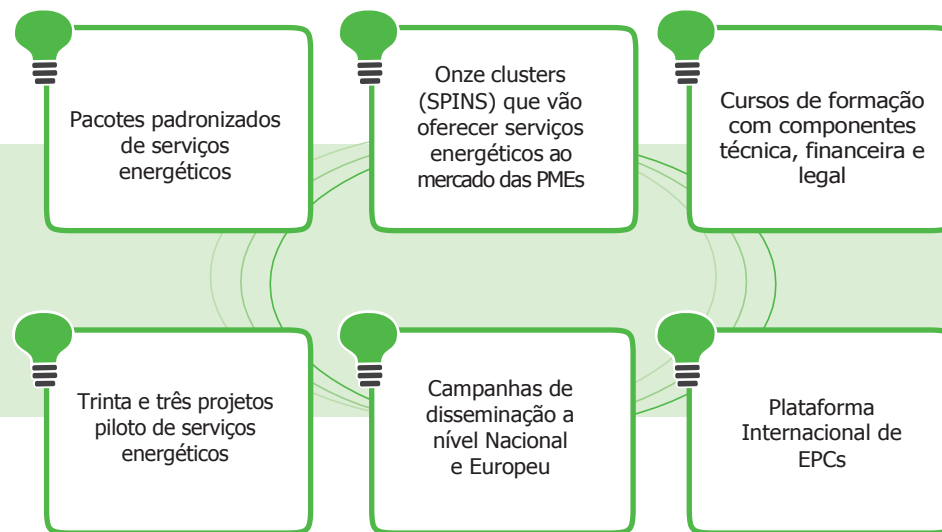 Pacotes padronizados
de serviços
energéticos
Onze clusters
(SPINS) que vão
oferecer serviços
energéticos ao
mercado das PMEs
Cursos de formação
com componentes
técnica, financeira e
legal
Trinta e três projetos
piloto de serviços
energéticos
Campanhas de
disseminação a
nível Nacional
e Europeu
Plataforma
Internacional de
EPCs